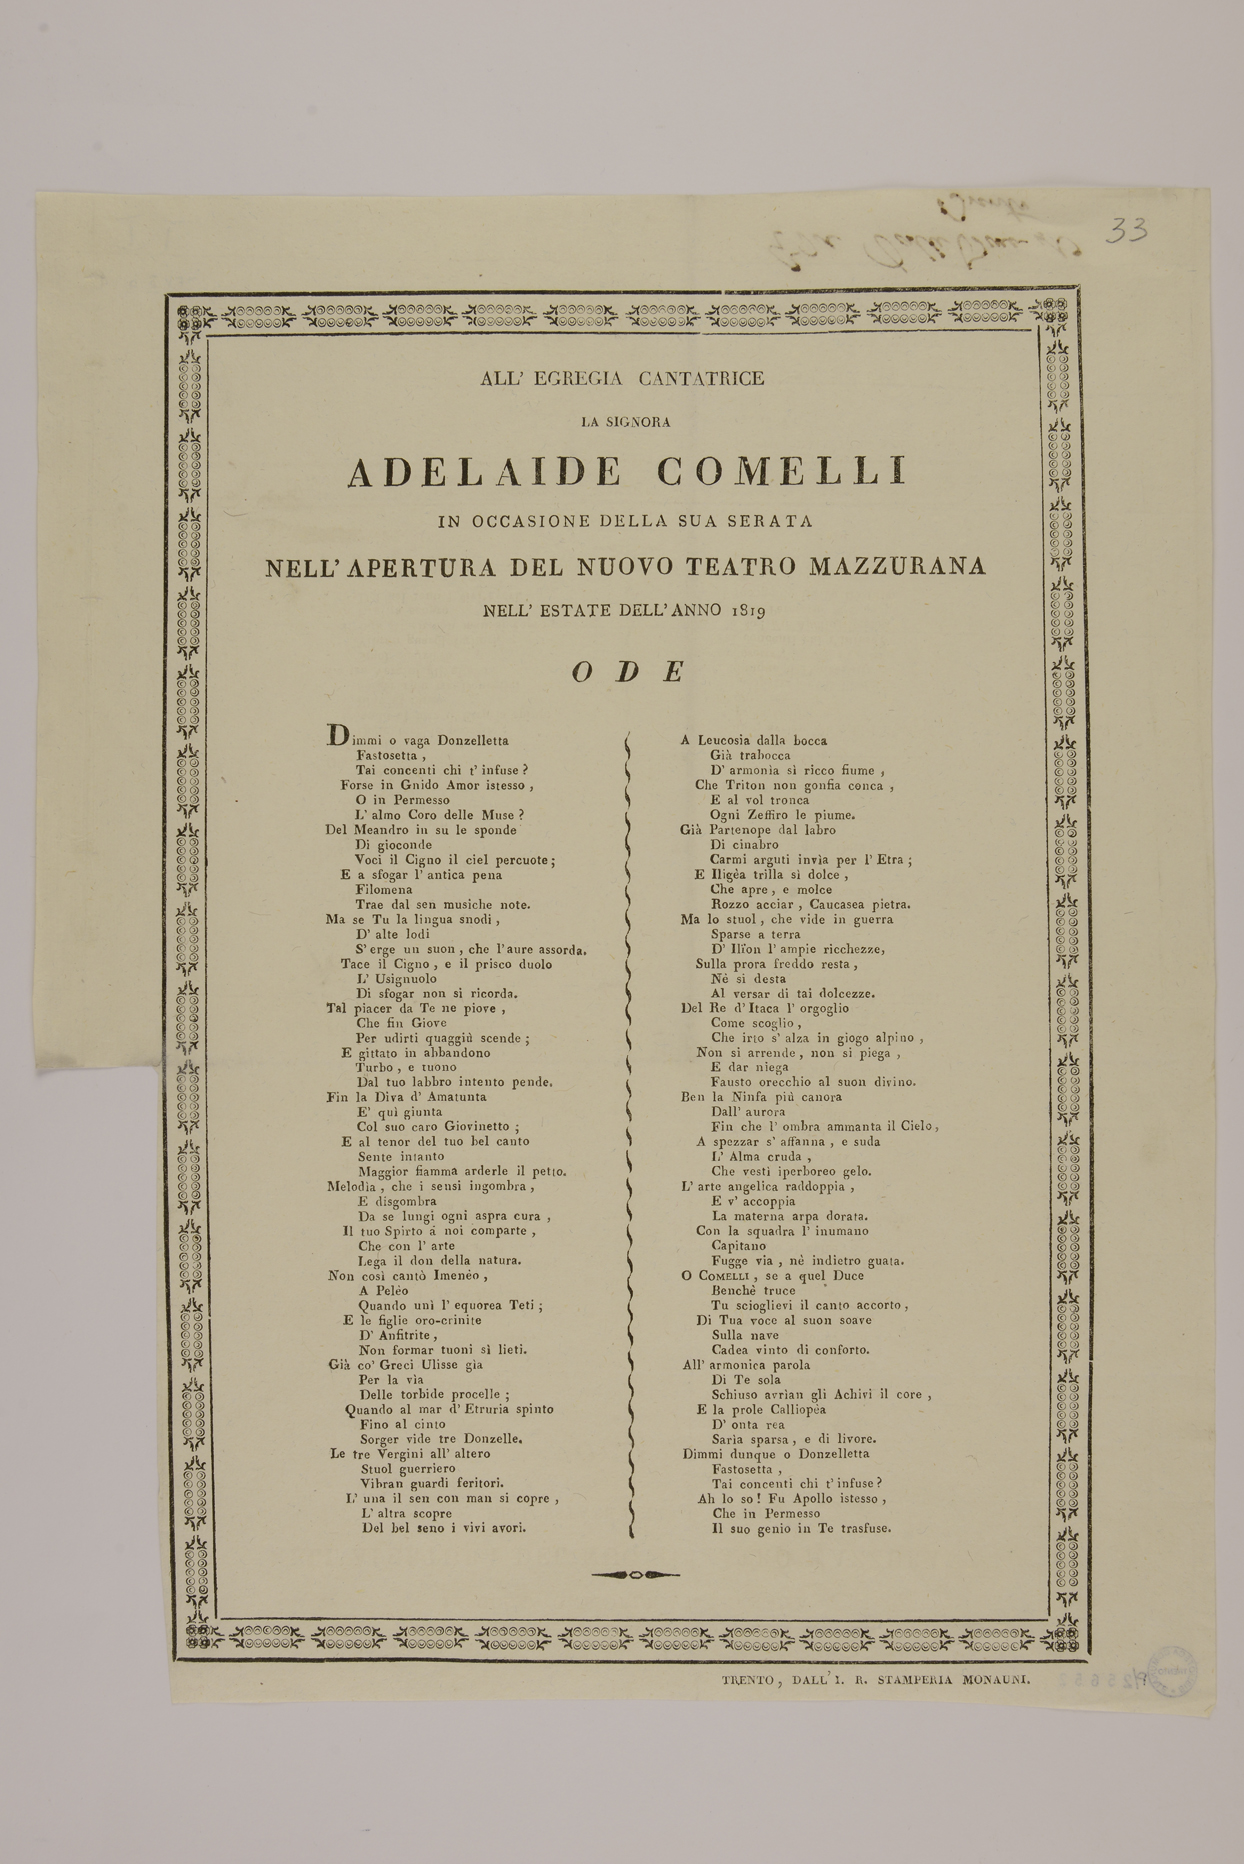 33
ALL' EGREGIA CANTATRICE
LA SIGNORA
ADELAIDE COMELLI
IN OCCASIONE DELLA SUA SERATA
NELL' APERTURA DEL NUOVO TEATRO MAZZURANA
NELL' ESTATE DELL' ANNO 1819
ODE
Dimmi o vaga Donzelletta
Fastosetta,
Tai concenti chi t' infuse?
Forse in Gnido Amor istesso,
O in Permesso
L' almo Coro delle Muse?
Del Meandro in su le sponde
Di gioconde
Voci il Cigno il ciel percuote;
E a sfogar l' antica pena
Filomena
Trae dal sen musiche note.
Ma se Tu la lingua snodi,
D' alte lodi
S' erge un suon, che l' aure assorda.
Tace il Cigno, e il prisco duolo
L' Usignuolo
Di sfogar non si ricorda.
Tal piacer da Te ne piove,
Che fin Giove
Per udirti quaggiù scende;
E gittato in abbandono
Turbo, e tuono
Dal tuo labbro intento pende.
Fin la Diva d' Amatunta
E' quì giunta
Col suo caro Giovinetto;
E al tenor del tuo bel canto
Sente intanto
Maggior fiamma arderle il petto.
Melodìa, che i sensi ingombra,
E disgombra
Da se lungi ogni aspra cura,
Il tuo Spirto á noi comparte,
Che con l' arte
Lega il don della natura.
Non così cantò Imenéo,
A Peléo
Quando unì l' equorea Teti;
E le figlie oro-crinite
D' Anfitrite,
Non formar tuoni sì lieti.
Già co' Greci Ulisse gìa
Per la vìa
Delle torbide procelle;
Quando al mar d' Etruria spinto
Fino al cinto
Sorger vide tre Donzelle.
Le tre Vergini all' altero
Stuol guerriero
Vibran guardi feritori.
L' una il sen con man si copre,
L' altra scopre
Del bel seno i vivi avori.
A Leucosìa dalla bocca
Già trabocca
D' armonìa sì ricco fiume,
Che Triton non gonfia conca,
E al vol tronca
Ogni Zeffiro le piume.
Già Partenope dal labro
Di cinabro
Carmi arguti invìa per l' Etra;
E Iligèa trilla sì dolce,
Che apre, e molce
Rozzo acciar, Caucasea pietra.
Ma lo stuol, che vide in guerra
Sparse a terra
D' Ilïon l' ampie ricchezze,
Sulla prora freddo resta,
Nè si desta
Al versar di tai dolcezze.
Del Re d' Itaca l' orgoglio
Come scoglio,
Che irto s' alza in giogo alpino,
Non si arrende, non si piega,
E dar niega
Fausto orecchio al suon divino.
Ben la Ninfa più canora
Dall' aurora
Fin che l' ombra ammanta il Cielo,
A spezzar s' affanna, e suda
L' Alma cruda,
Che vestì iperboreo gelo.
L' arte angelica raddoppia,
E v' accoppia
La materna arpa dorata.
Con la squadra l' inumano
Capitano
Fugge via, nè indietro guata.
O COMELLI, se a quel Duce
Benchè truce
Tu scioglievi il canto accorto,
Di Tua voce al suon soave
Sulla nave
Cadea vinto di conforto.
All' armonica parola
Di Te sola
Schiuso avrian gli Achivi il core,
E la prole Calliopèa
D' onta rea
Sarìa sparsa, e di livore.
Dimmi dunque o Donzelletta
Fastosetta,
Tai concenti chi t' infuse?
Ah lo so! Fu Apollo istesso,
Che in Permesso
Il suo genio in Te trasfuse.
TRENTO, DALL' I. R. STAMPERIA MONAUNI.